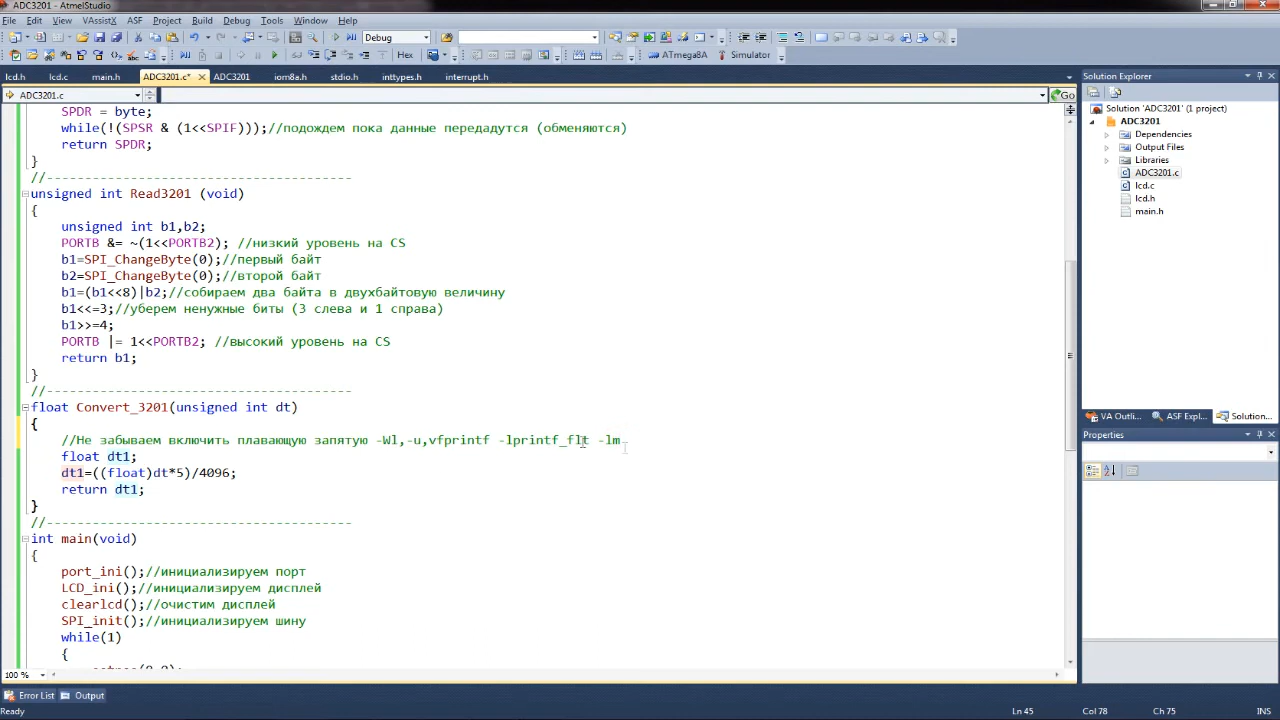 ADC3201 - AtmelStudio
File Edit View VAssistX ASF Project Build Debug Tools Window Help
Debug
Hex ATmega8A Simulator
lcd.h lcd.c main.h ADC3201.c* ADC3201 iom8a.h stdio.h inttypes.h interrupt.h
ADC3201.c Go
SPDR = byte;
while(!(SPSR & (1<<SPIF)));//подождем пока данные передадутся (обменяются)
return SPDR;
}
//----------------------------------------
unsigned int Read3201 (void)
{
unsigned int b1,b2;
PORTB &= ~(1<<PORTB2); //низкий уровень на CS
b1=SPI_ChangeByte(0);//первый байт
b2=SPI_ChangeByte(0);//второй байт
b1=(b1<<8)|b2;//собираем два байта в двухбайтовую величину
b1<<=3;//уберем ненужные биты (3 слева и 1 справа)
b1>>=4;
PORTB |= 1<<PORTB2; //высокий уровень на CS
return b1;
}
//----------------------------------------
float Convert_3201(unsigned int dt)
{
//Не забываем включить плавающую запятую -Wl,-u,vfprintf -lprintf_flt -lm
float dt1;
dt1=((float)dt*5)/4096;
return dt1;
}
//----------------------------------------
int main(void)
{
port_ini();//инициализируем порт
LCD_ini();//инициализируем дисплей
clearlcd();//очистим дисплей
SPI_init();//инициализируем шину
while(1)
{
100 %
Solution Explorer
Solution 'ADC3201' (1 project)
ADC3201
Dependencies
Output Files
Libraries
ADC3201.c
lcd.c
lcd.h
main.h
VA Outli... ASF Expl... Solution...
Properties
Error List Output
Ready Ln 45 Col 78 Ch 75 INS